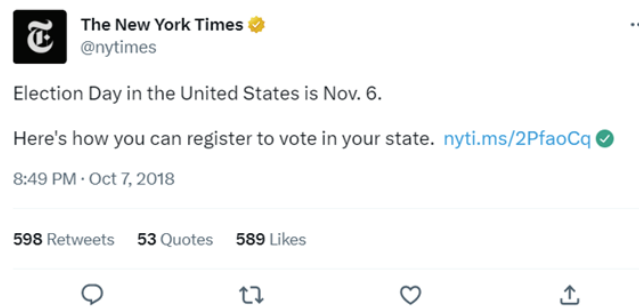 The New York Times
@nytimes
Election Day in the United States is Nov. 6.
Here's how you can register to vote in your state. nyti.ms/2PfaoCq
8:49 PM · Oct 7, 2018
598 Retweets 53 Quotes 589 Likes